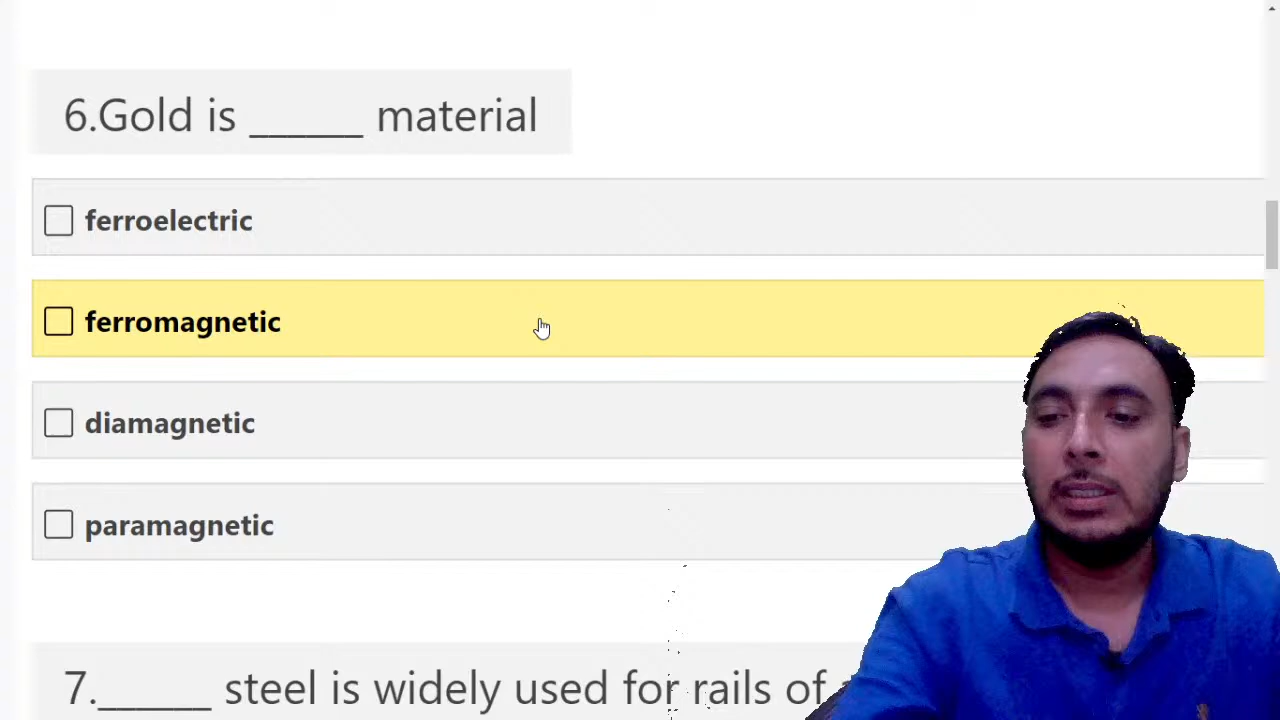 6.Gold is ______ material
ferroelectric
ferromagnetic
diamagnetic
paramagnetic
7.______ steel is widely used for rails of